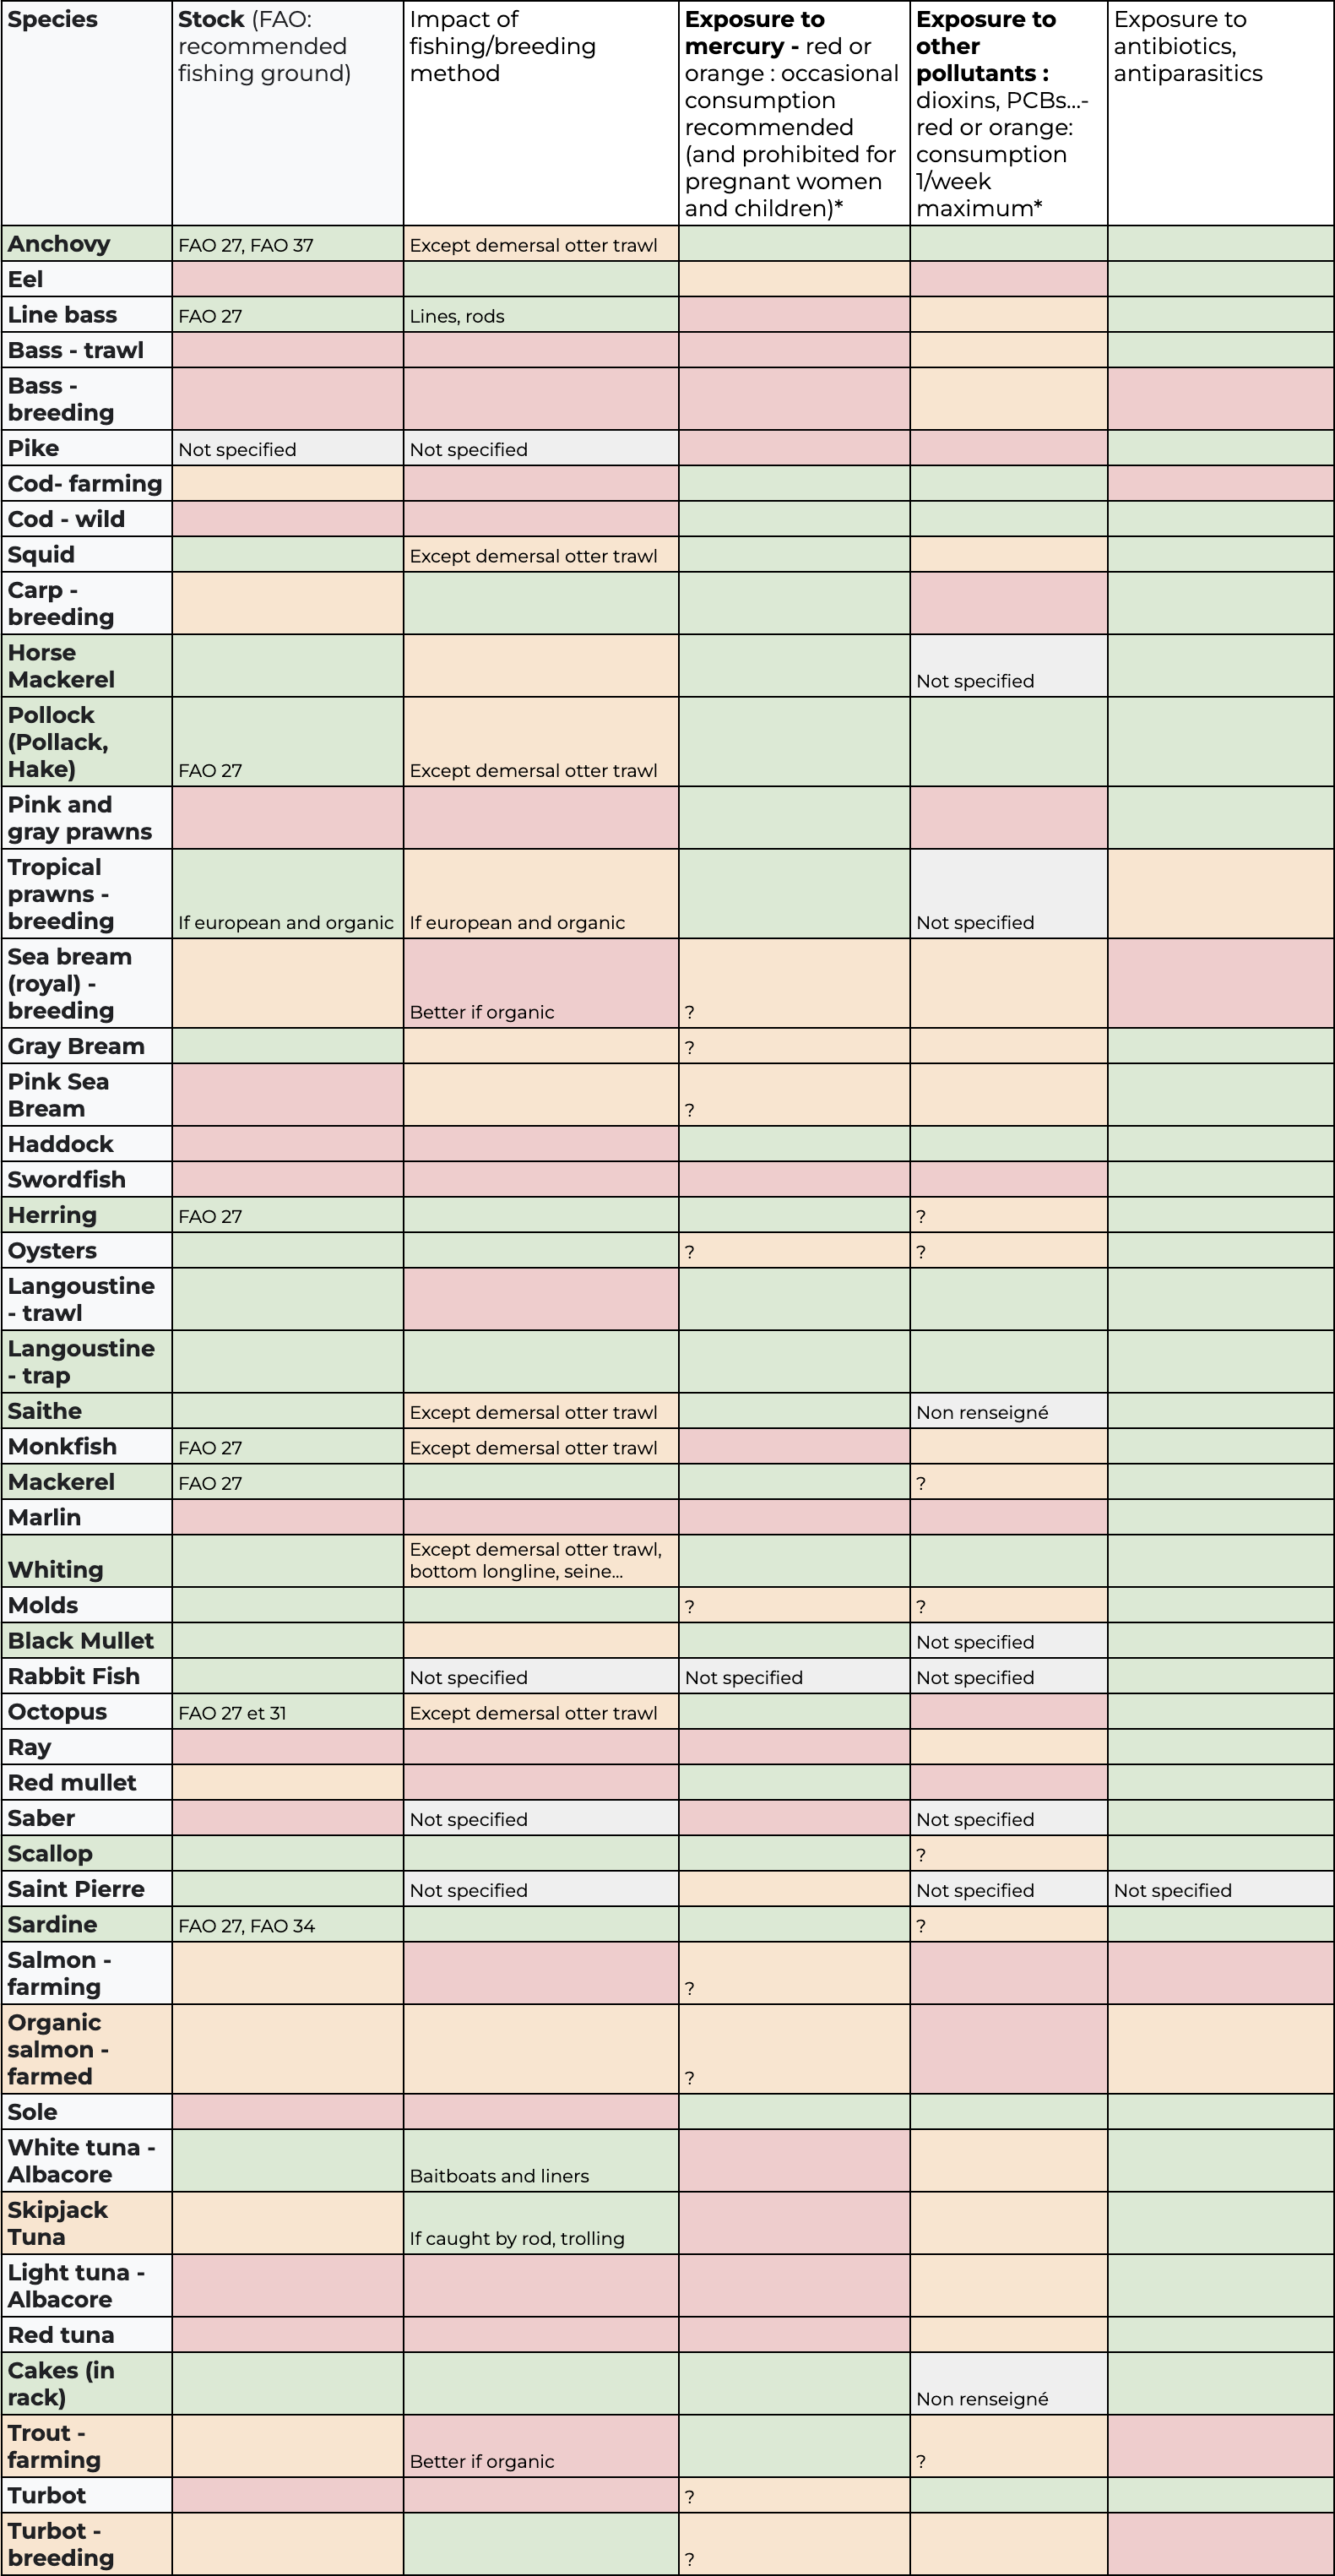 Species
Stock (FAO:
recommended
fishing ground)
Impact of
fishing/breeding
method
Exposure to
mercury - red or
orange : occasional
consumption
recommended
(and prohibited for
pregnant women
and children)*
Exposure to
other
pollutants :
dioxins, PCBs...-
red or orange:
consumption
1/week
maximum*
Exposure to
antibiotics,
antiparasitics
Anchovy
FAO 27, FAO 37
Except demersal otter trawl
Eel
Line bass
FAO 27
Lines, rods
Bass - trawl
Bass -
breeding
Pike
Not specified
Not specified
Cod- farming
Cod - wild
Squid
Except demersal otter trawl
Carp -
breeding
Horse
Mackerel
Not specified
Pollock
(Pollack,
Hake)
FAO 27
Except demersal otter trawl
Pink and
gray prawns
Tropical
prawns -
breeding
If european and organic
If european and organic
Not specified
Sea bream
(royal) -
breeding
Better if organic
?
Gray Bream
?
Pink Sea
Bream
?
Haddock
Swordfish
Herring
FAO 27
?
Oysters
?
?
Langoustine
- trawl
Langoustine
- trap
Saithe
Except demersal otter trawl
Non renseigné
Monkfish
FAO 27
Except demersal otter trawl
Mackerel
FAO 27
?
Marlin
Whiting
Except demersal otter trawl,
bottom longline, seine...
Molds
?
?
Black Mullet
Not specified
Rabbit Fish
Not specified
Not specified
Not specified
Octopus
FAO 27 et 31
Except demersal otter trawl
Ray
Red mullet
Saber
Not specified
Not specified
Scallop
?
Saint Pierre
Not specified
Not specified
Not specified
Sardine
FAO 27, FAO 34
?
Salmon -
farming
?
Organic
salmon -
farmed
?
Sole
White tuna -
Albacore
Baitboats and liners
Skipjack
Tuna
If caught by rod, trolling
Light tuna -
Albacore
Red tuna
Cakes (in
rack)
Non renseigné
Trout -
farming
Better if organic
?
Turbot
?
Turbot -
breeding
?